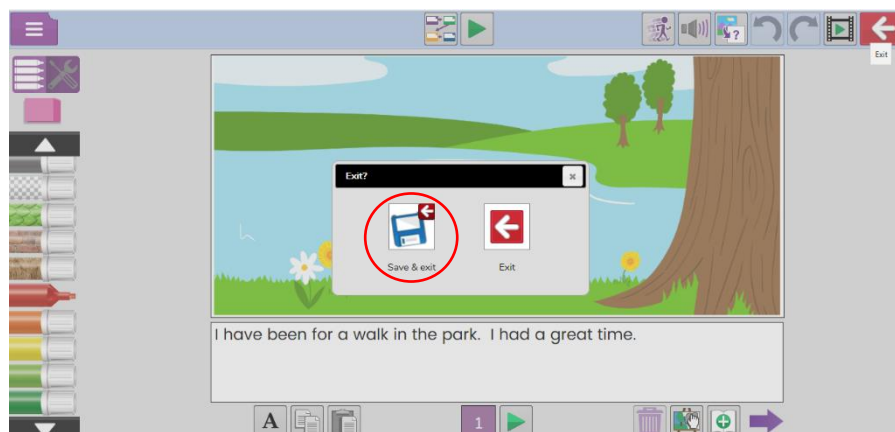 Exit
Exit?
Save & exit
Exit
I have been for a walk in the park.  I had a great time.
A
1